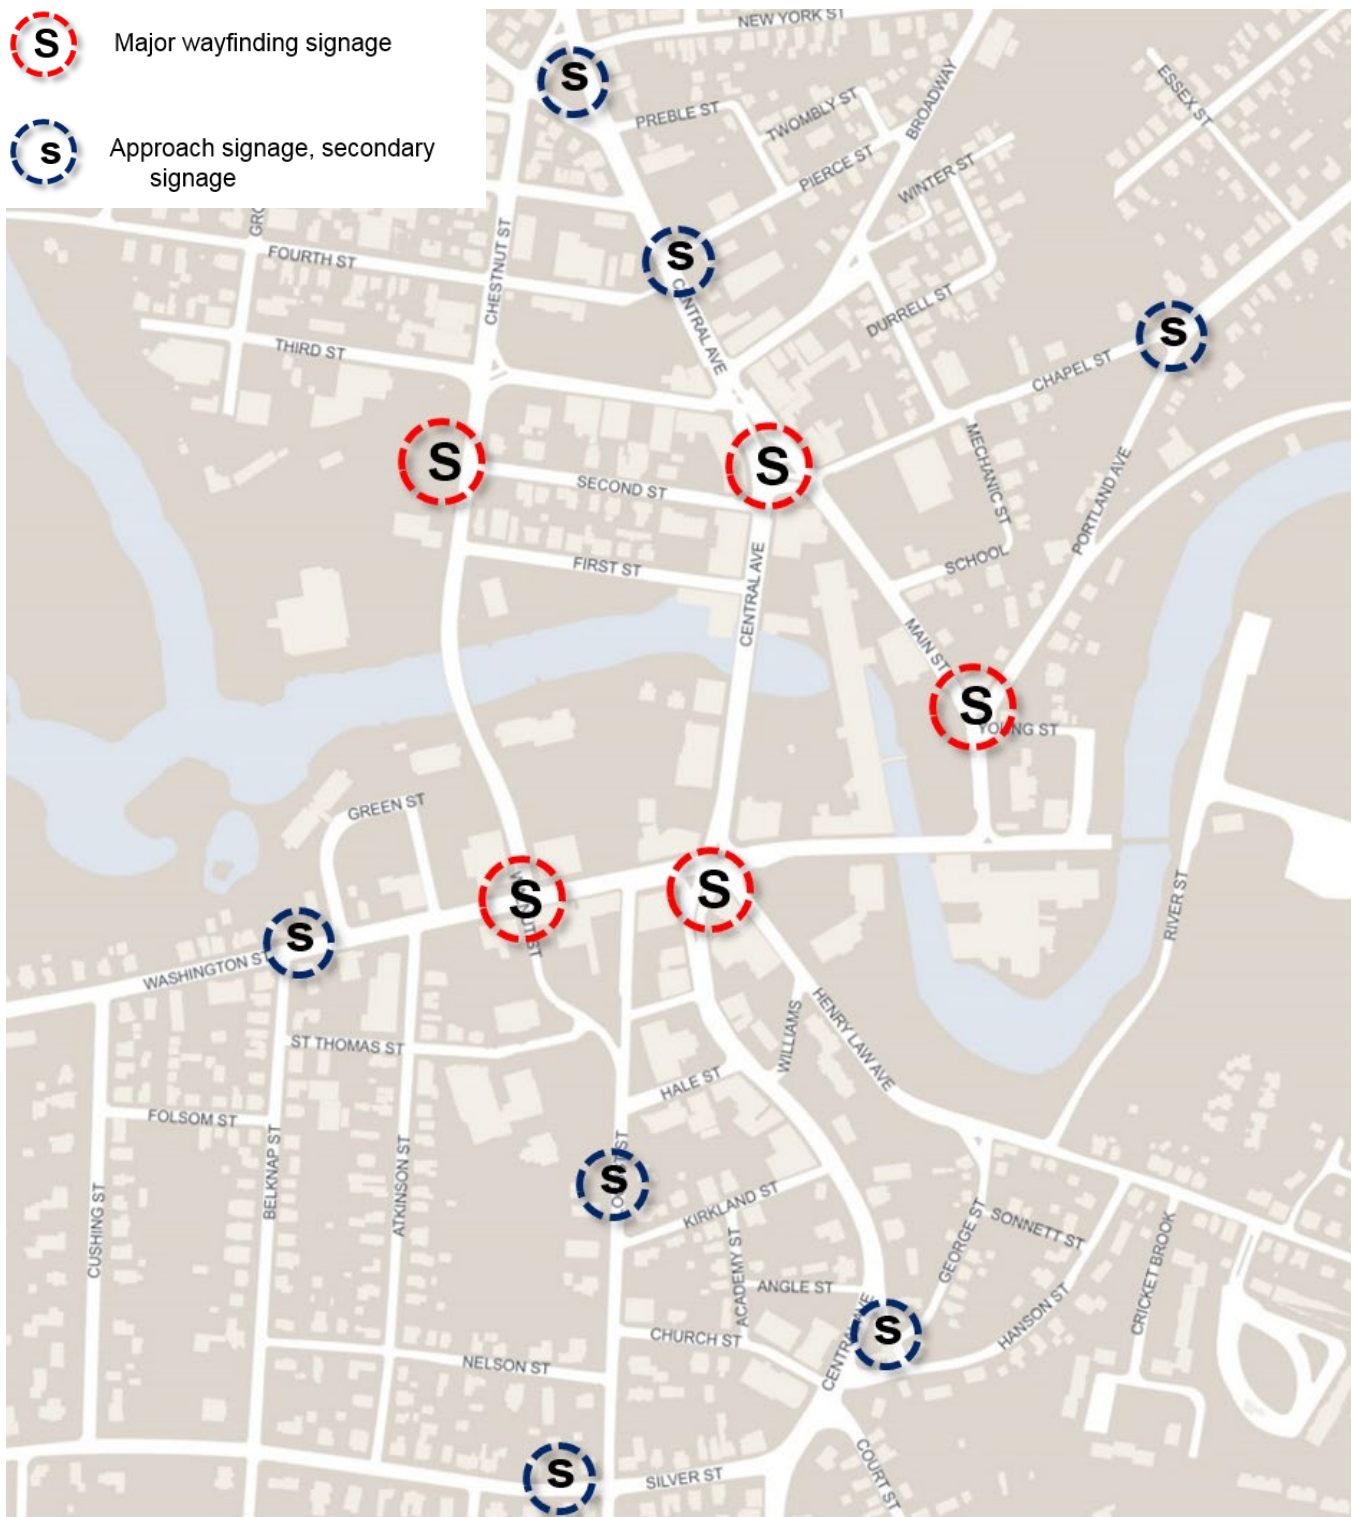 S
Major wayfinding signage
S
Approach signage, secondary
signage
NEW YORK ST
S
PREBLE ST
TWOMBLY ST
BROADWAY
ESSEX ST
PIERCE ST
WINTER ST
FOURTH ST
CHESTNUT ST
S
CENTRAL AVE
DURRELL ST
S
THIRD ST
CHAPEL ST
S
S
SECOND ST
MECHANIC ST
PORTLAND AVE
FIRST ST
SCHOOL
CENTRAL AVE
MAIN ST
S
YOUNG ST
GREEN ST
S
S
RIVER ST
S
WASHINGTON ST
HENRY LAW AVE
WILLIAMS
ST THOMAS ST
HALE ST
FOLSOM ST
BELKNAP ST
ATKINSON ST
CUSHING ST
S
KIRKLAND ST
ACADEMY ST
GEORGE ST
SONNETT ST
CRICKET BROOK
ANGLE ST
HANSON ST
CENTRAL AVE
S
CHURCH ST
NELSON ST
S
SILVER ST
COURT ST